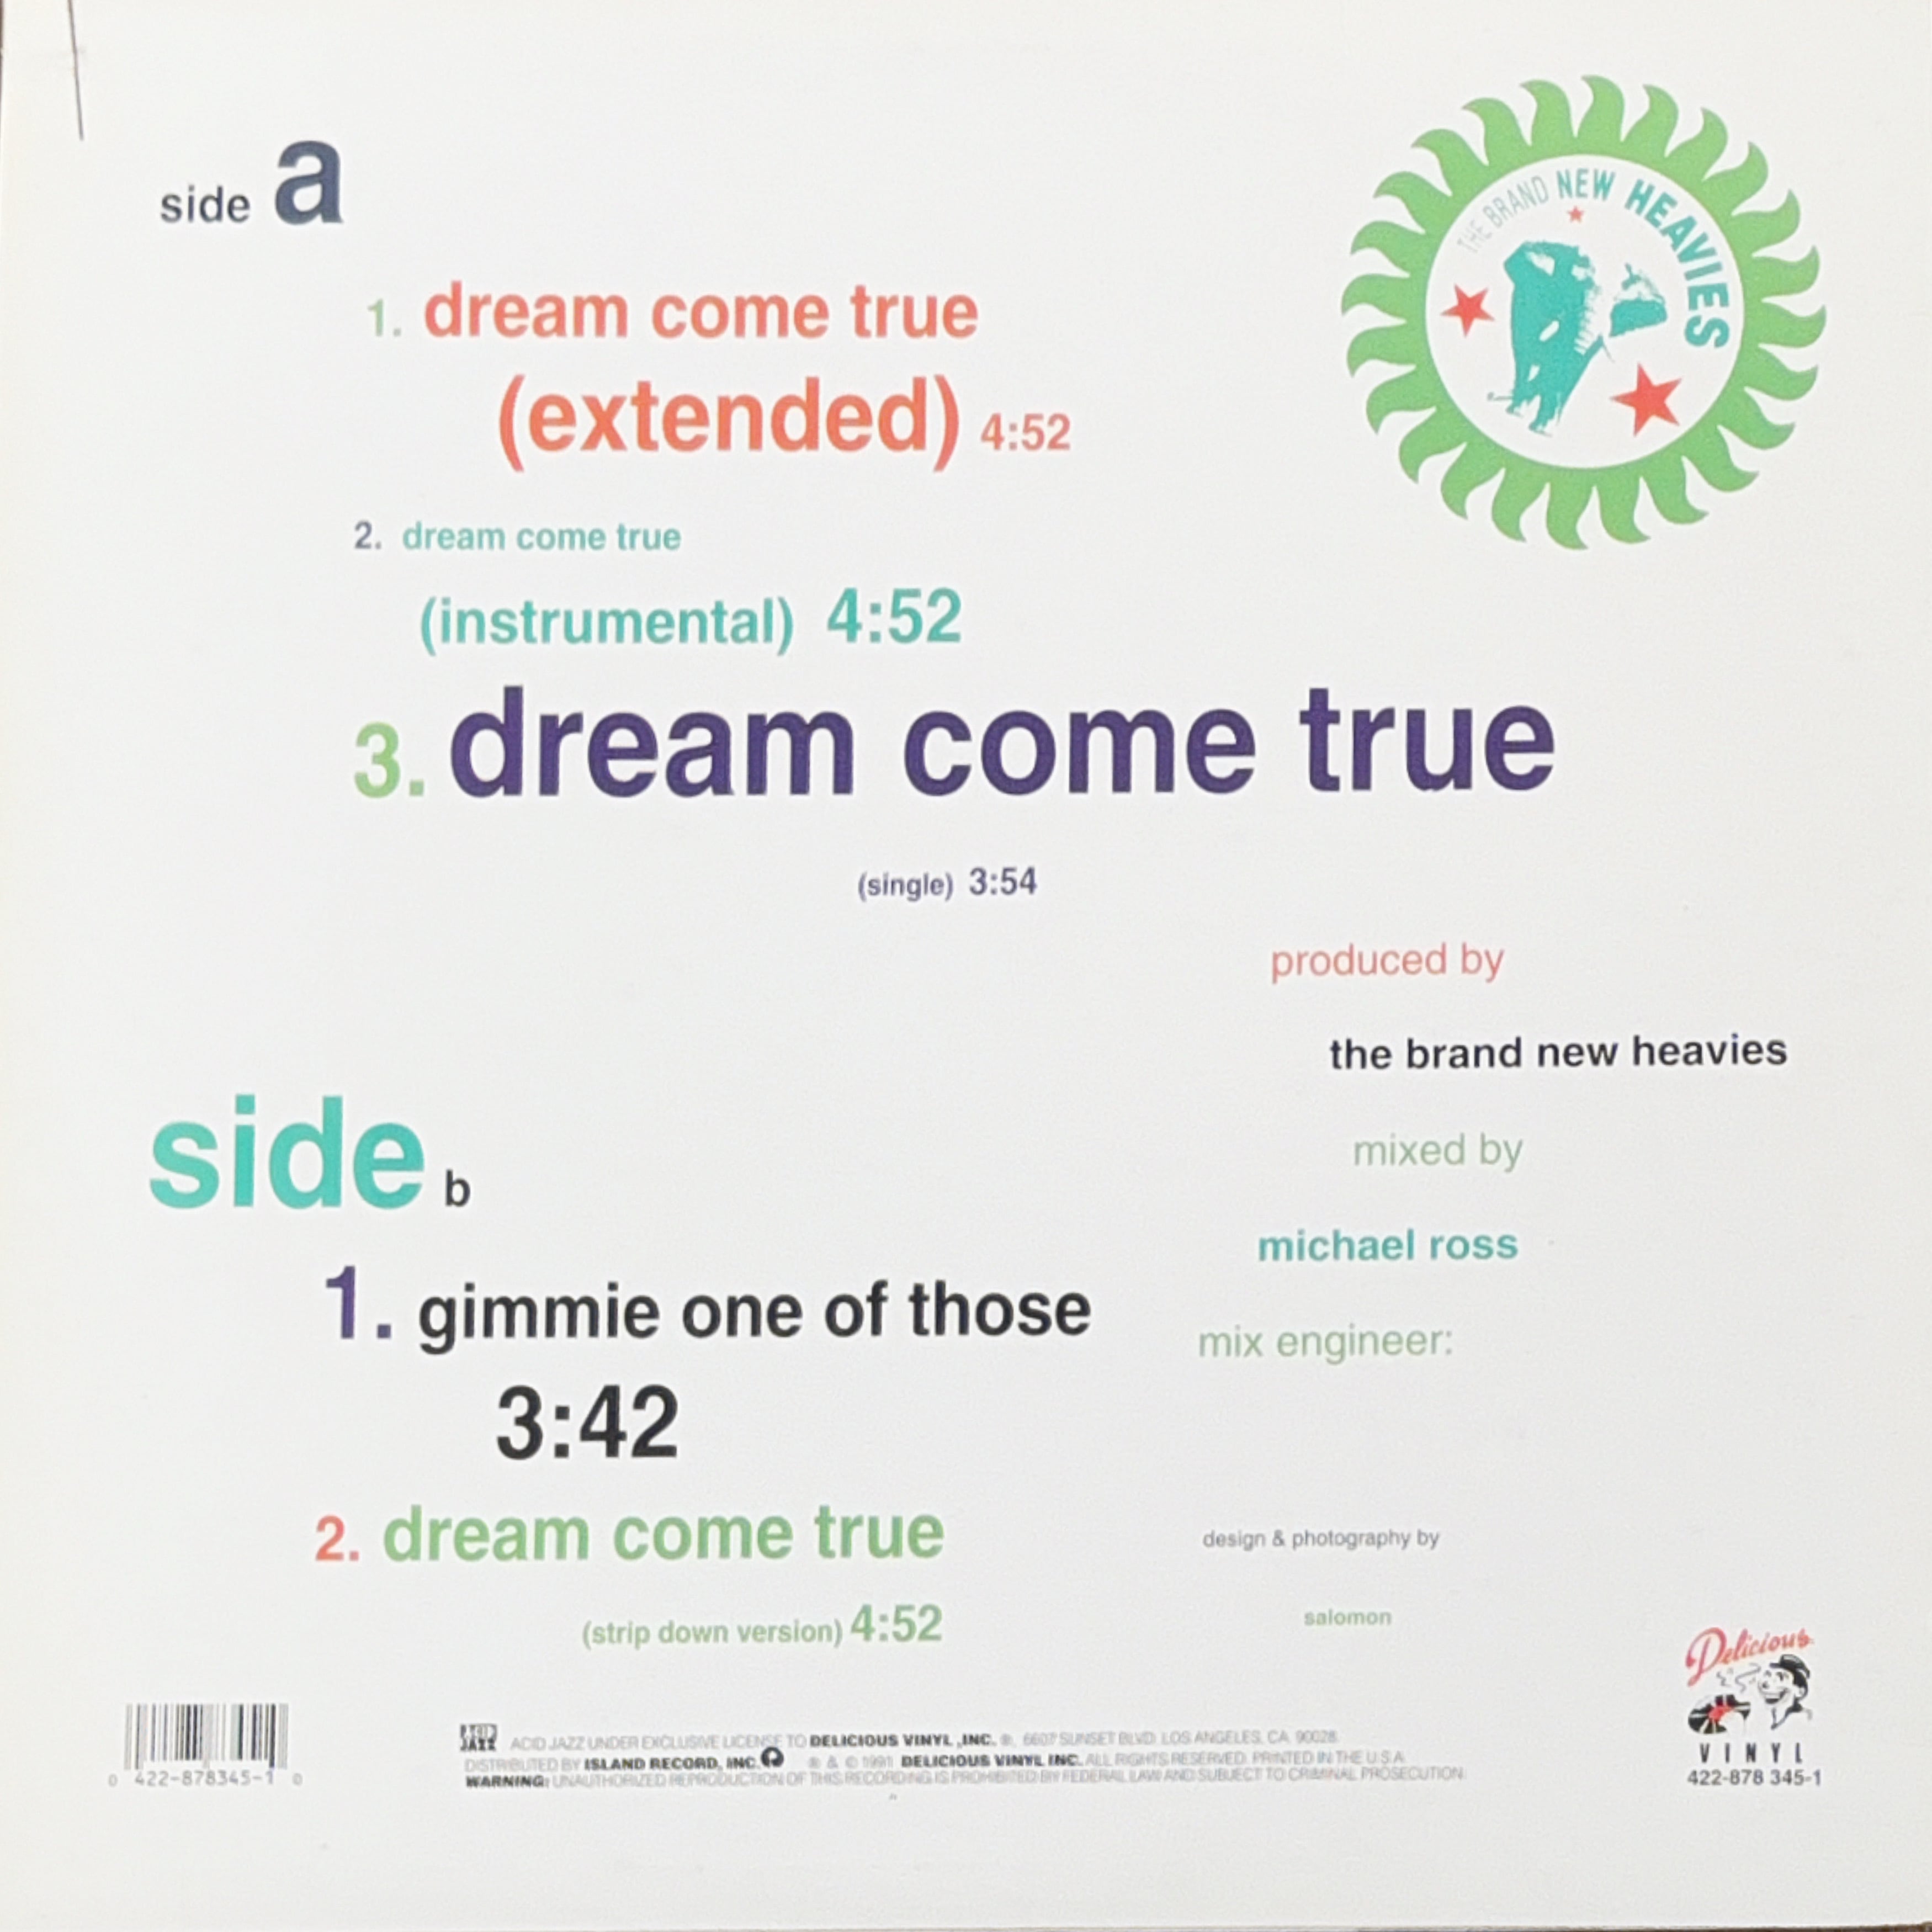 side a
THE BRAND NEW HEAVIES
1. dream come true
(extended) 4:52
2. dream come true
(instrumental) 4:52
3. dream come true
(single) 3:54
produced by
the brand new heavies
mixed by
michael ross
mix engineer:
side b
1. gimmie one of those
3:42
2. dream come true
(strip down version) 4:52
design & photography by
salomon
Delicious
VINYL
422-878 345-1
0 422-878345-1 0
ACID JAZZ ACID JAZZ UNDER EXCLUSIVE LICENSE TO DELICIOUS VINYL ,INC. ®. 6607 SUNSET BLVD. LOS ANGELES, CA. 90028.
DISTRIBUTED BY ISLAND RECORD, INC. ℗ & © 1991 DELICIOUS VINYL INC. ALL RIGHTS RESERVED. PRINTED IN THE U.S.A.
WARNING: UNAUTHORIZED REPRODUCTION OF THIS RECORDING IS PROHIBITED BY FEDERAL LAW AND SUBJECT TO CRIMINAL PROSECUTION.